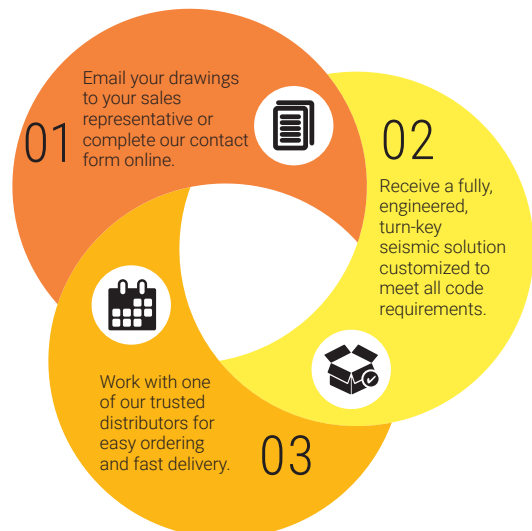 01
Email your drawings
to your sales
representative or
complete our contact
form online.
02
Receive a fully,
engineered,
turn-key
seismic solution
customized to
meet all code
requirements.
Work with one
of our trusted
distributors for
easy ordering
and fast delivery.
03